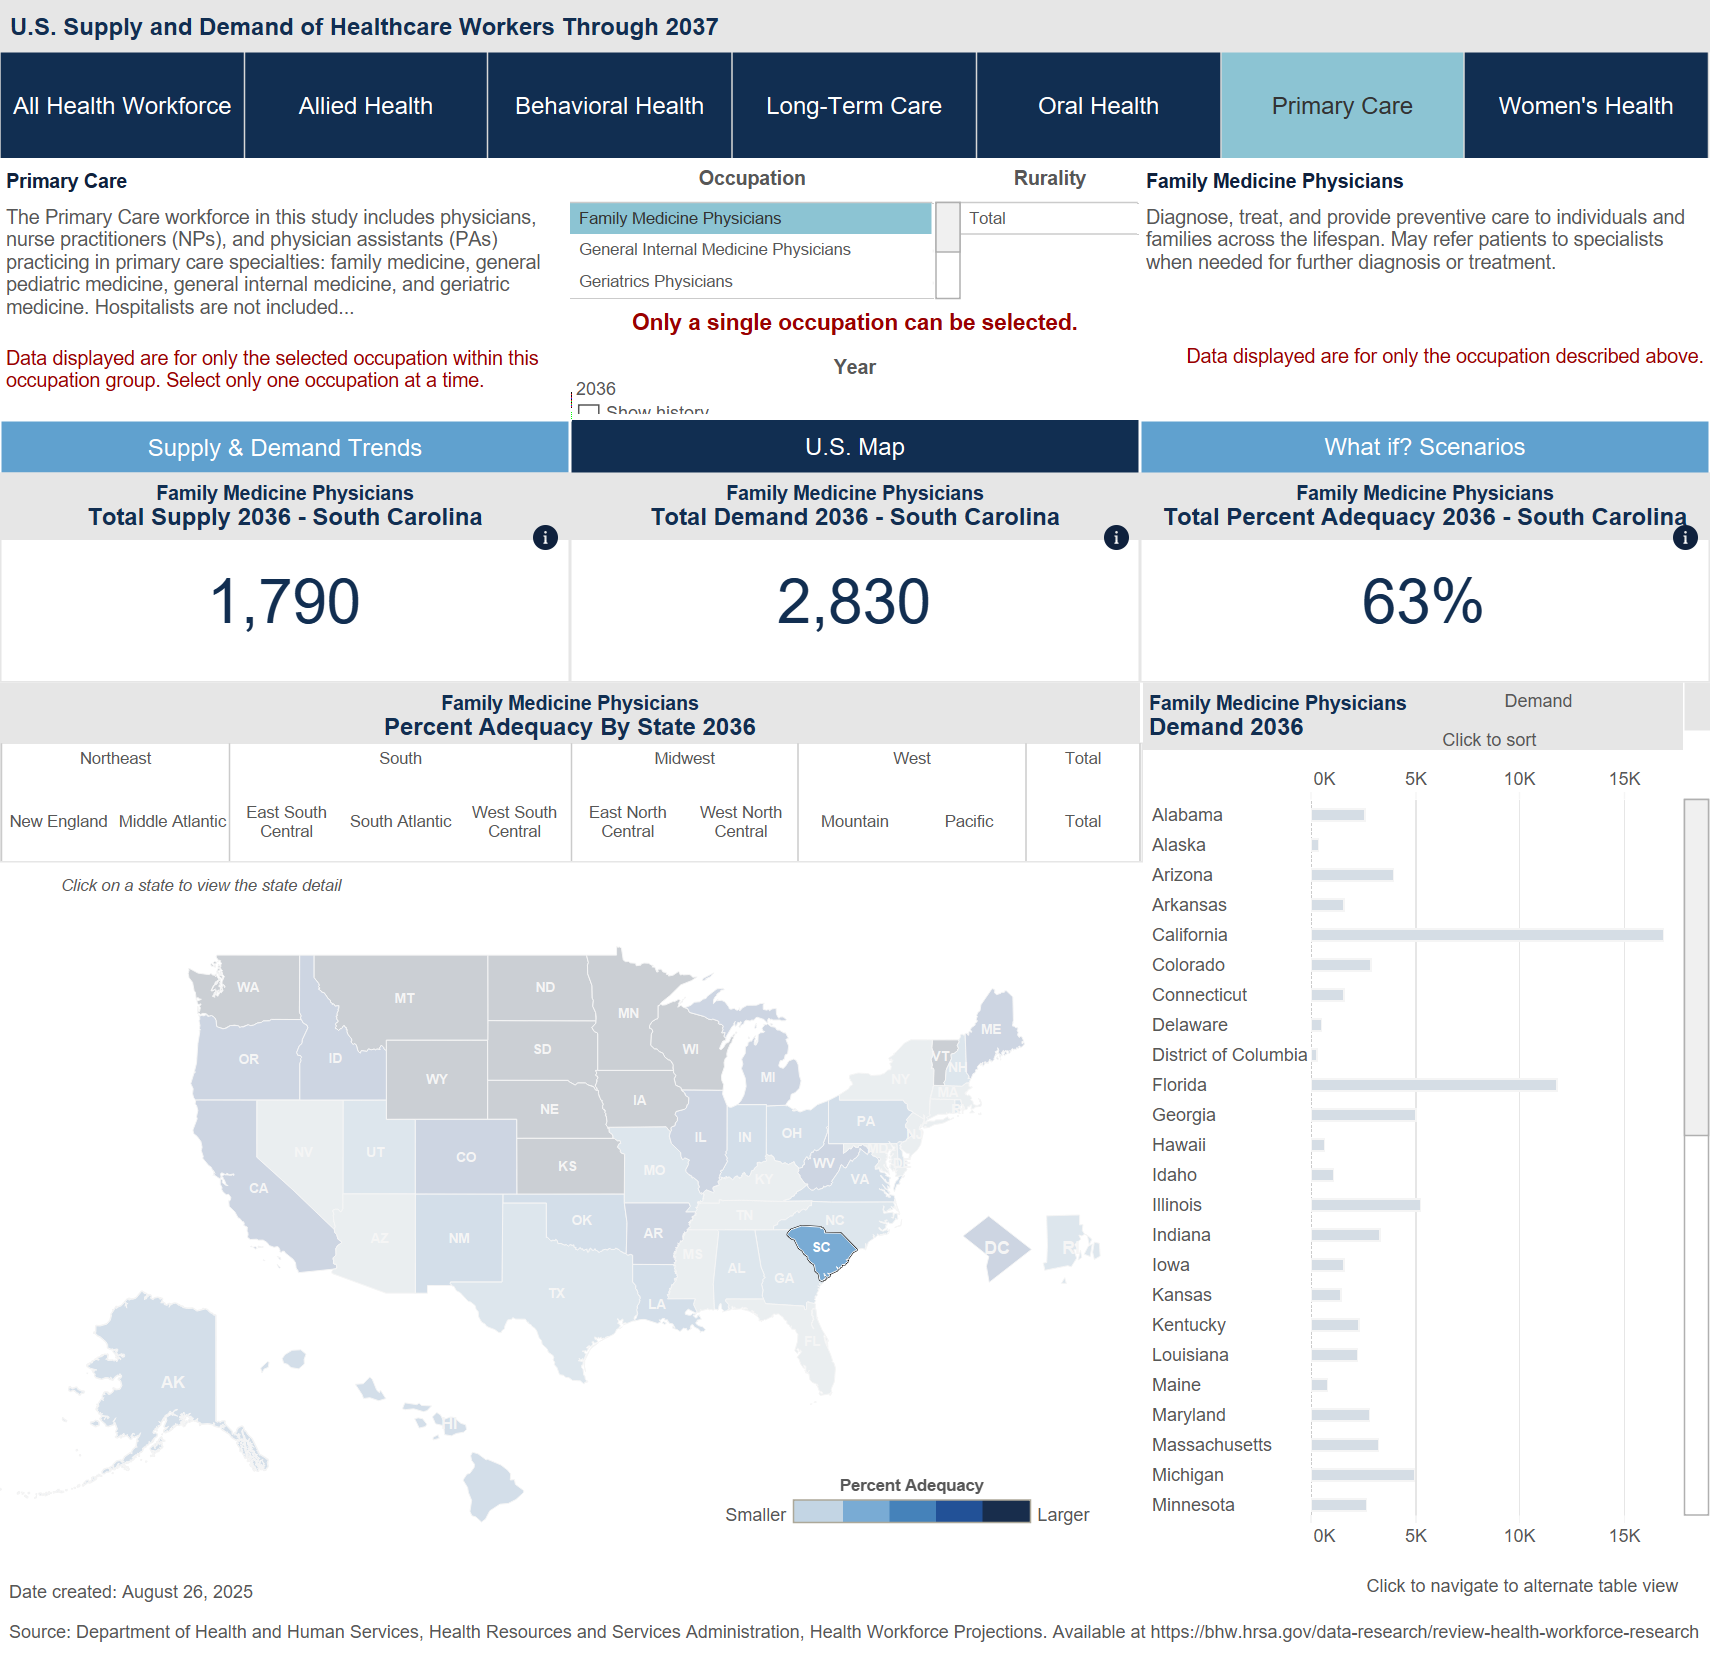 U.S. Supply and Demand of Healthcare Workers Through 2037
All Health Workforce
Allied Health
Behavioral Health
Long-Term Care
Oral Health
Primary Care
Women's Health
Primary Care
The Primary Care workforce in this study includes physicians,
nurse practitioners (NPs), and physician assistants (PAs)
practicing in primary care specialties: family medicine, general
pediatric medicine, general internal medicine, and geriatric
medicine. Hospitalists are not included...
Data displayed are for only the selected occupation within this
occupation group. Select only one occupation at a time.
Occupation
Family Medicine Physicians
General Internal Medicine Physicians
Geriatrics Physicians
Rurality
Total
Only a single occupation can be selected.
Year
2036
Show history
Family Medicine Physicians
Diagnose, treat, and provide preventive care to individuals and
families across the lifespan. May refer patients to specialists
when needed for further diagnosis or treatment.
Data displayed are for only the occupation described above.
Supply & Demand Trends
U.S. Map
What if? Scenarios
Family Medicine Physicians
Total Supply 2036 - South Carolina
i
1,790
Family Medicine Physicians
Total Demand 2036 - South Carolina
i
2,830
Family Medicine Physicians
Total Percent Adequacy 2036 - South Carolina
i
63%
Family Medicine Physicians
Percent Adequacy By State 2036
Northeast
South
Midwest
West
Total
New England
Middle Atlantic
East South
Central
South Atlantic
West South
Central
East North
Central
West North
Central
Mountain
Pacific
Total
Click on a state to view the state detail
WA
MT
ND
MN
OR
ID
SD
WI
ME
WY
MI
VT
NH
NE
IA
NY
MA
NV
UT
CO
IL
IN
OH
PA
CA
KS
MO
WV
VA
KY
AZ
NM
OK
AR
TN
NC
SC
MS
AL
GA
DC
TX
LA
FL
AK
HI
Percent Adequacy
Smaller
Larger
Family Medicine Physicians
Demand 2036
Demand
Click to sort
0K
5K
10K
15K
Alabama
Alaska
Arizona
Arkansas
California
Colorado
Connecticut
Delaware
District of Columbia
Florida
Georgia
Hawaii
Idaho
Illinois
Indiana
Iowa
Kansas
Kentucky
Louisiana
Maine
Maryland
Massachusetts
Michigan
Minnesota
0K
5K
10K
15K
Date created: August 26, 2025
Click to navigate to alternate table view
Source: Department of Health and Human Services, Health Resources and Services Administration, Health Workforce Projections. Available at https://bhw.hrsa.gov/data-research/review-health-workforce-research